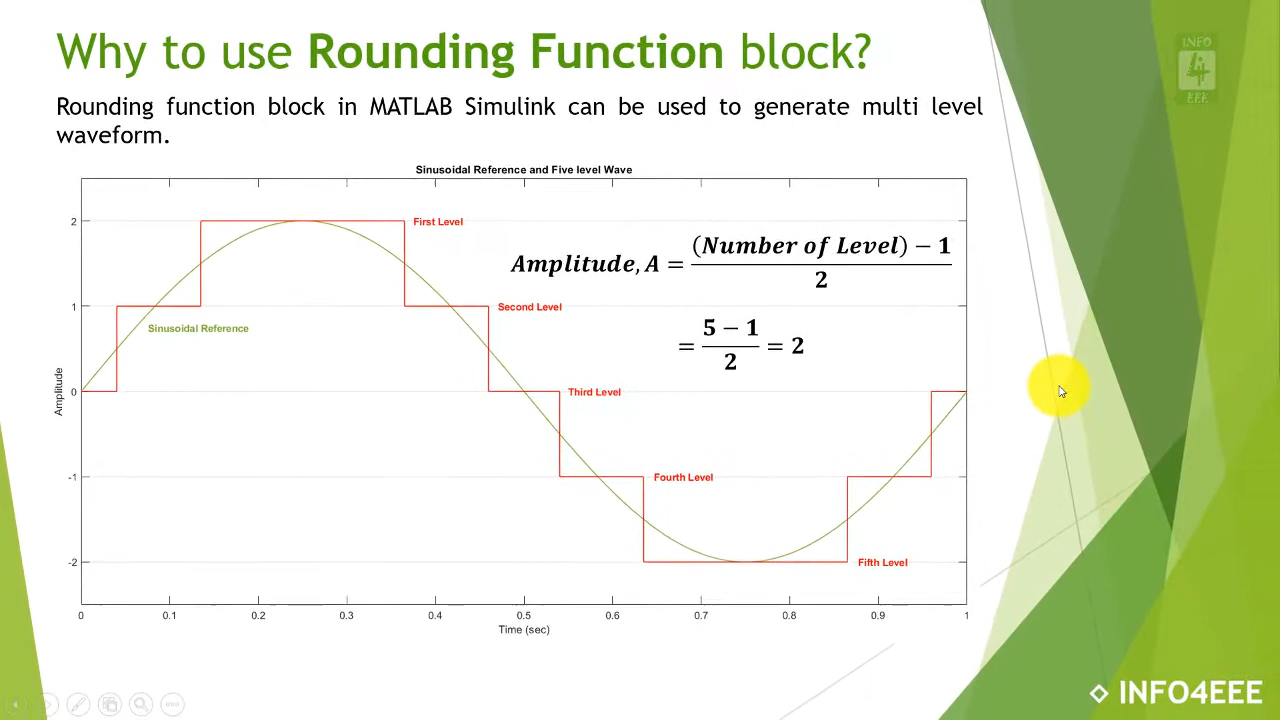 Why to use Rounding Function block?
INFO
4
EEE
Rounding function block in MATLAB Simulink can be used to generate multi level
waveform.
Sinusoidal Reference and Five level Wave
2
First Level
Amplitude, A = (Number of Level) − 1
2
1
Second Level
= 5 − 1
2
= 2
Sinusoidal Reference
Amplitude
0
Third Level
-1
Fourth Level
-2
Fifth Level
0 0.1 0.2 0.3 0.4 0.5 0.6 0.7 0.8 0.9 1
Time (sec)
INFO4EEE